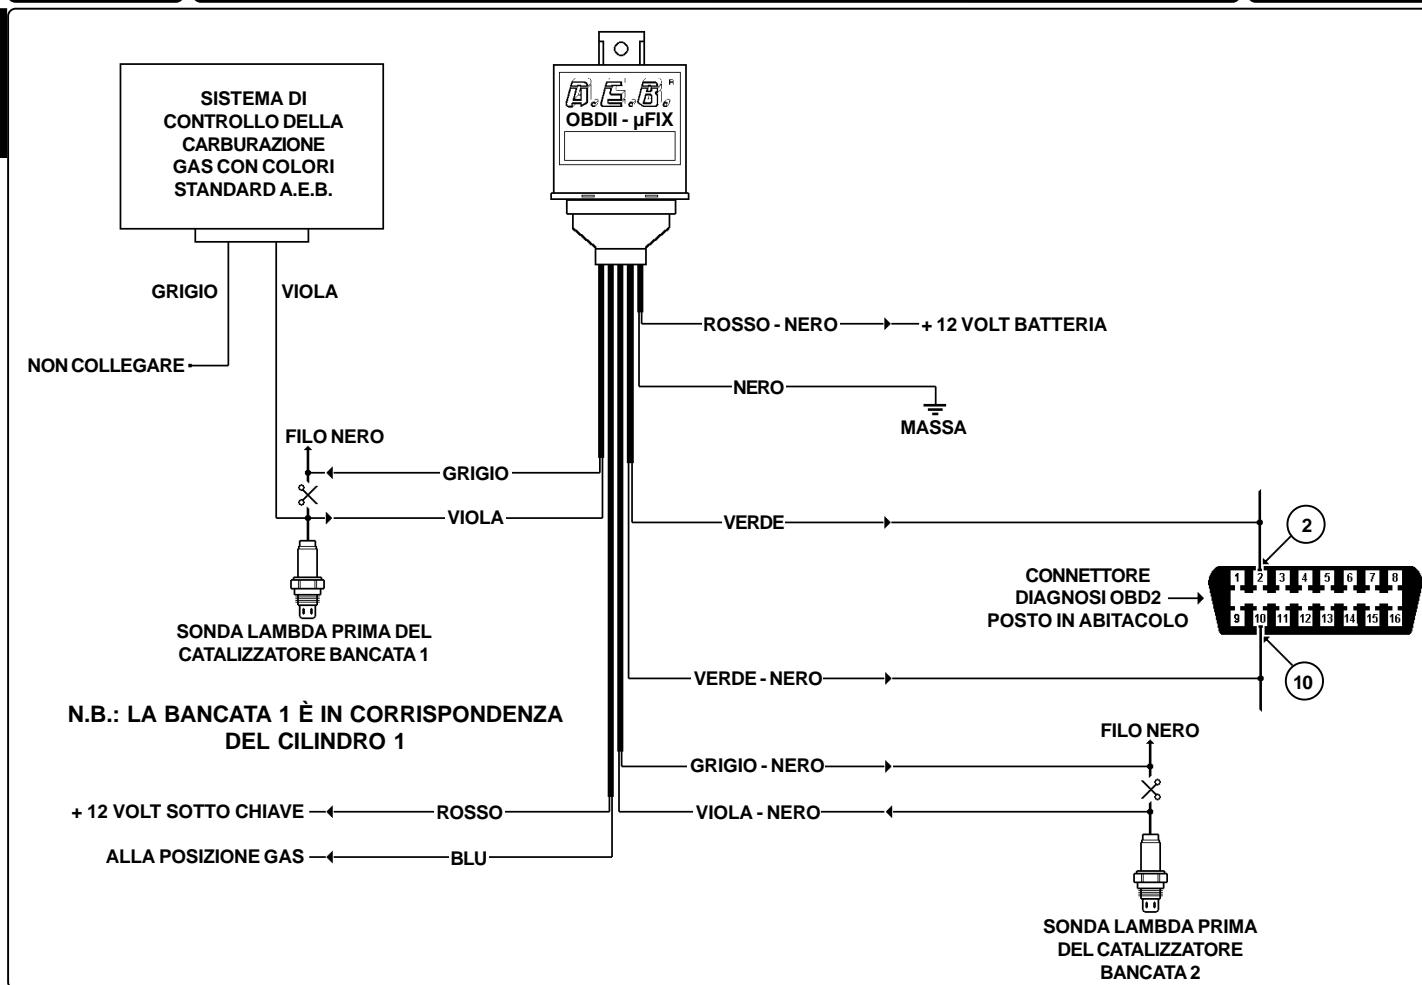 SISTEMA DI
CONTROLLO DELLA
CARBURAZIONE
GAS CON COLORI
STANDARD A.E.B.
A.E.B. R
OBDII - µFIX
GRIGIO
VIOLA
NON COLLEGARE
ROSSO - NERO
+ 12 VOLT BATTERIA
NERO
MASSA
FILO NERO
GRIGIO
VIOLA
SONDA LAMBDA PRIMA DEL
CATALIZZATORE BANCATA 1
VERDE
2
CONNETTORE
DIAGNOSI OBD2
POSTO IN ABITACOLO
1 2 3 4 5 6 7 8
9 10 11 12 13 14 15 16
VERDE - NERO
10
N.B.: LA BANCATA 1 È IN CORRISPONDENZA
DEL CILINDRO 1
FILO NERO
GRIGIO - NERO
VIOLA - NERO
+ 12 VOLT SOTTO CHIAVE
ROSSO
ALLA POSIZIONE GAS
BLU
SONDA LAMBDA PRIMA
DEL CATALIZZATORE
BANCATA 2